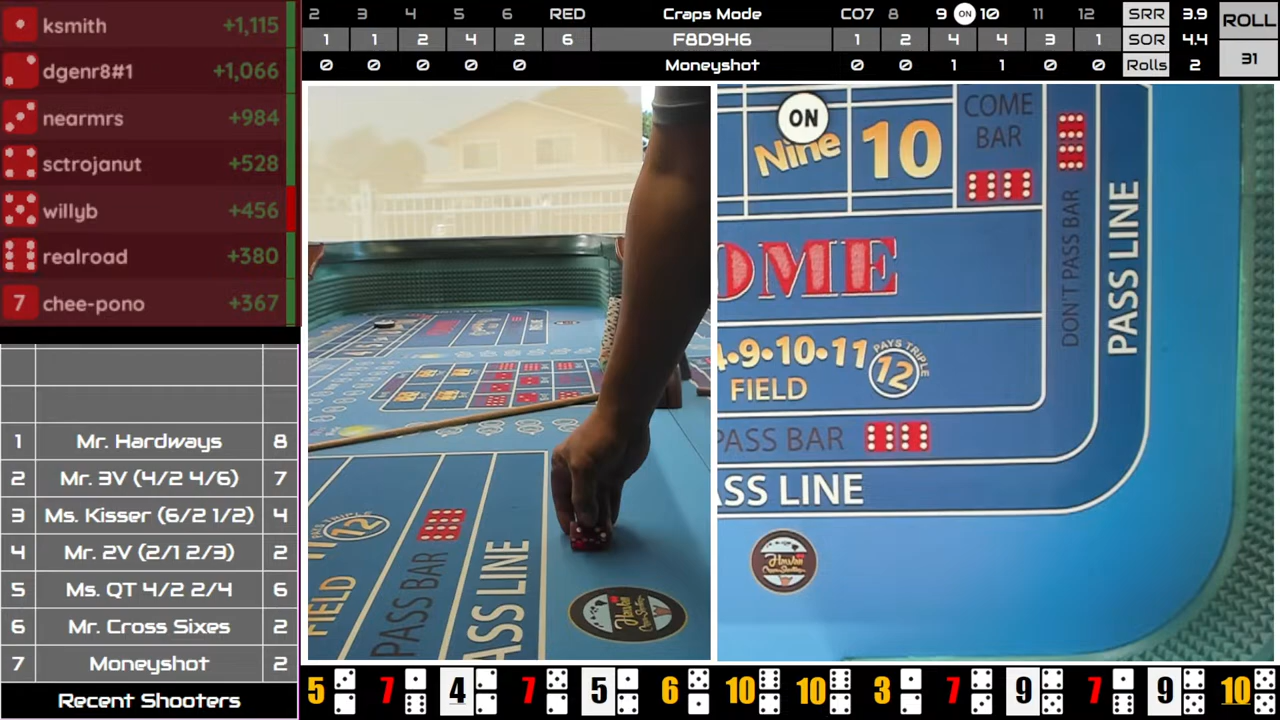 ksmith +1,115
dgenr8#1 +1,066
nearmrs +984
sctrojanut +528
willyb +456
realroad +380
7 chee-pono +367
2 3 4 5 6 RED Craps Mode CO7 8 9 ON 10 11 12 SRR 3.9 ROLL
1 1 2 4 2 6 F8D9H6 1 2 4 4 3 1 SOR 4.4 31
0 0 0 0 0 Moneyshot 0 0 1 1 0 0 Rolls 2
1 Mr. Hardways 8
2 Mr. 3V (4/2 4/6) 7
3 Ms. Kisser (6/2 1/2) 4
4 Mr. 2V (2/1 2/3) 2
5 Ms. QT 4/2 2/4 6
6 Mr. Cross Sixes 2
7 Moneyshot 2
Recent Shooters
12
FIELD
PASS BAR
ASS LINE
ON
Nine
10
COME
BAR
OME
DON'T PASS BAR
PASS LINE
4•9•10•11
PAYS TRIPLE
12
FIELD
PASS BAR
ASS LINE
5 7 4 7 5 6 10 10 3 7 9 7 9 10